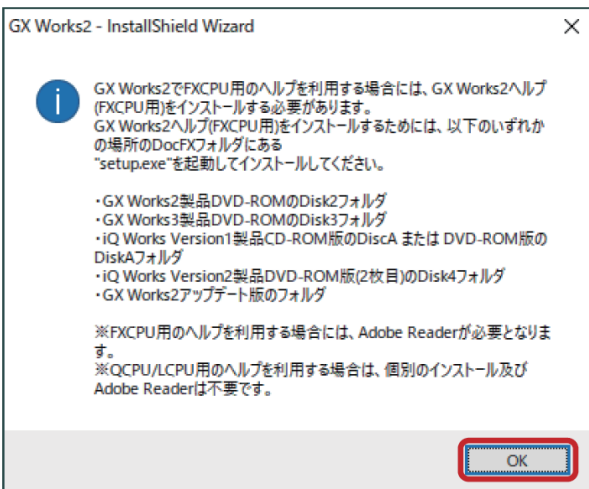 GX Works2 - InstallShield Wizard
GX Works2でFXCPU用のヘルプを利用する場合には、GX Works2ヘルプ
(FXCPU用)をインストールする必要があります。
GX Works2ヘルプ(FXCPU用)をインストールするためには、以下のいずれか
の場所のDocFXフォルダにある
"setup.exe"を起動してインストールしてください。
・GX Works2製品DVD-ROMのDisk2フォルダ
・GX Works3製品DVD-ROMのDisk3フォルダ
・iQ Works Version1製品CD-ROM版のDiscA または DVD-ROM版の
DiskAフォルダ
・iQ Works Version2製品DVD-ROM版(2枚目)のDisk4フォルダ
・GX Works2アップデート版のフォルダ
※FXCPU用のヘルプを利用する場合には、Adobe Readerが必要となりま
す。
※QCPU/LCPU用のヘルプを利用する場合は、個別のインストール及び
Adobe Readerは不要です。
OK